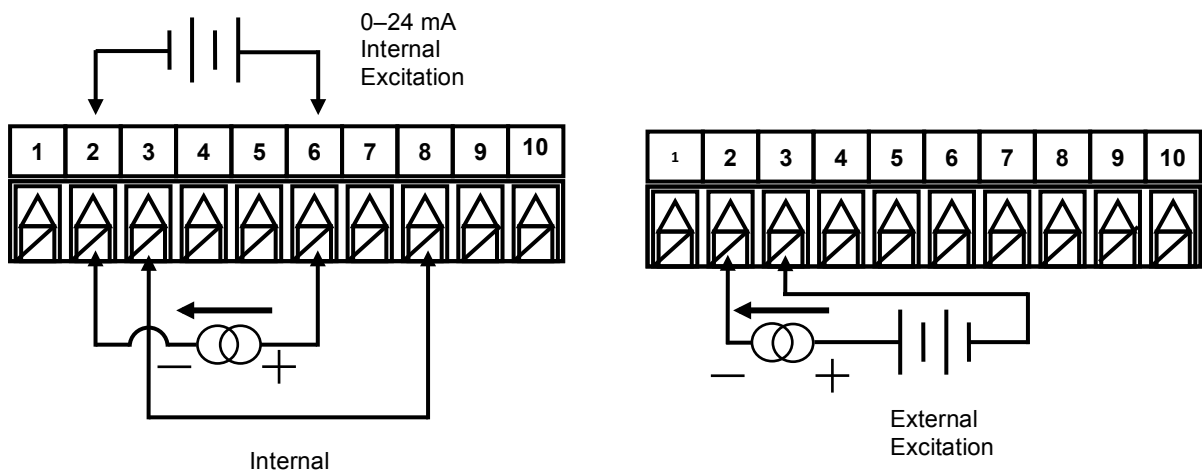 0–24 mA
Internal
Excitation
1 2 3 4 5 6 7 8 9 10
— +
Internal
1 2 3 4 5 6 7 8 9 10
— +
External
Excitation